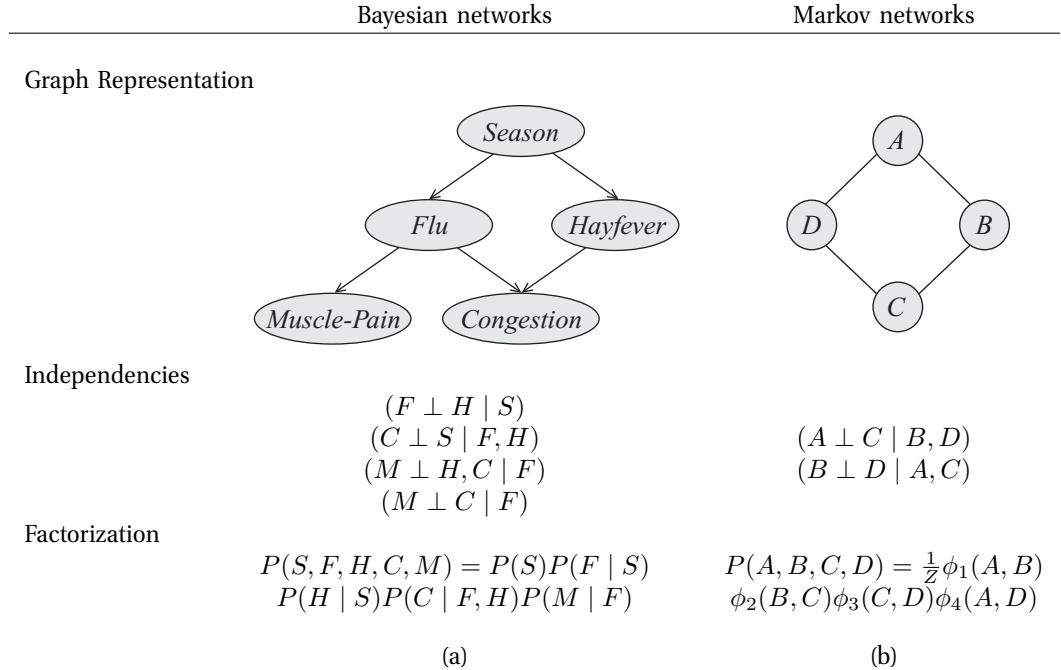 Bayesian networks Markov networks
Graph Representation
Season
A
Flu Hayfever
D B
Muscle-Pain Congestion
C
Independencies
(F ⊥ H | S)
(C ⊥ S | F, H) (A ⊥ C | B, D)
(M ⊥ H, C | F) (B ⊥ D | A, C)
(M ⊥ C | F)
Factorization
P(S, F, H, C, M) = P(S)P(F | S) P(A, B, C, D) = 1/Z ϕ₁(A, B)
P(H | S)P(C | F, H)P(M | F) ϕ₂(B, C)ϕ₃(C, D)ϕ₄(A, D)
(a) (b)